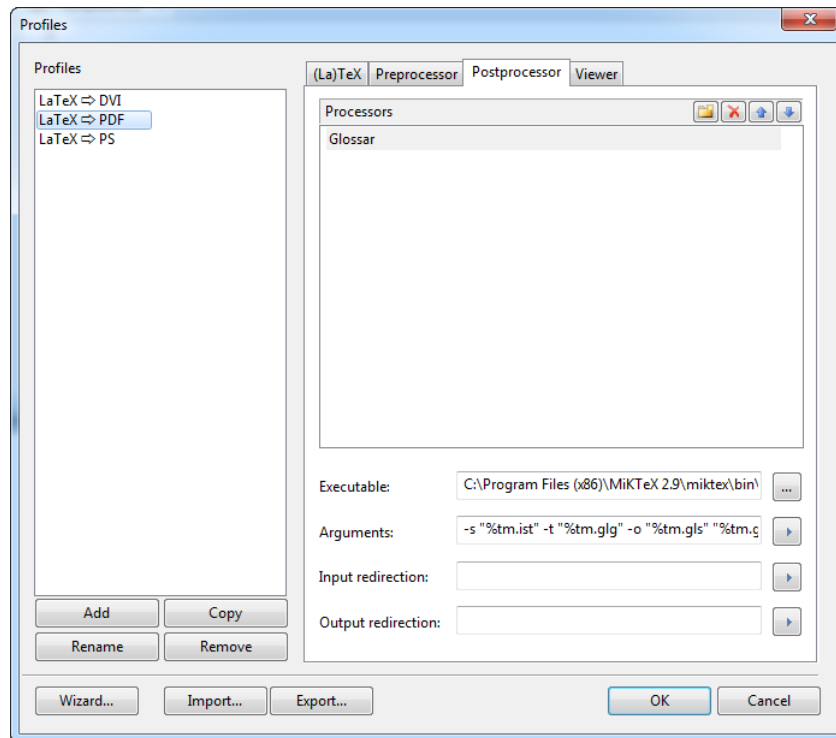 Profiles
Profiles
LaTeX ⇨ DVI
LaTeX ⇨ PDF
LaTeX ⇨ PS
(La)TeX Preprocessor Postprocessor Viewer
Processors
Glossar
Executable: C:\Program Files (x86)\MiKTeX 2.9\miktex\bin\ ...
Arguments: -s "%tm.ist" -t "%tm.glg" -o "%tm.gls" "%tm.g
Input redirection:
Output redirection:
Add Copy
Rename Remove
Wizard... Import... Export... OK Cancel